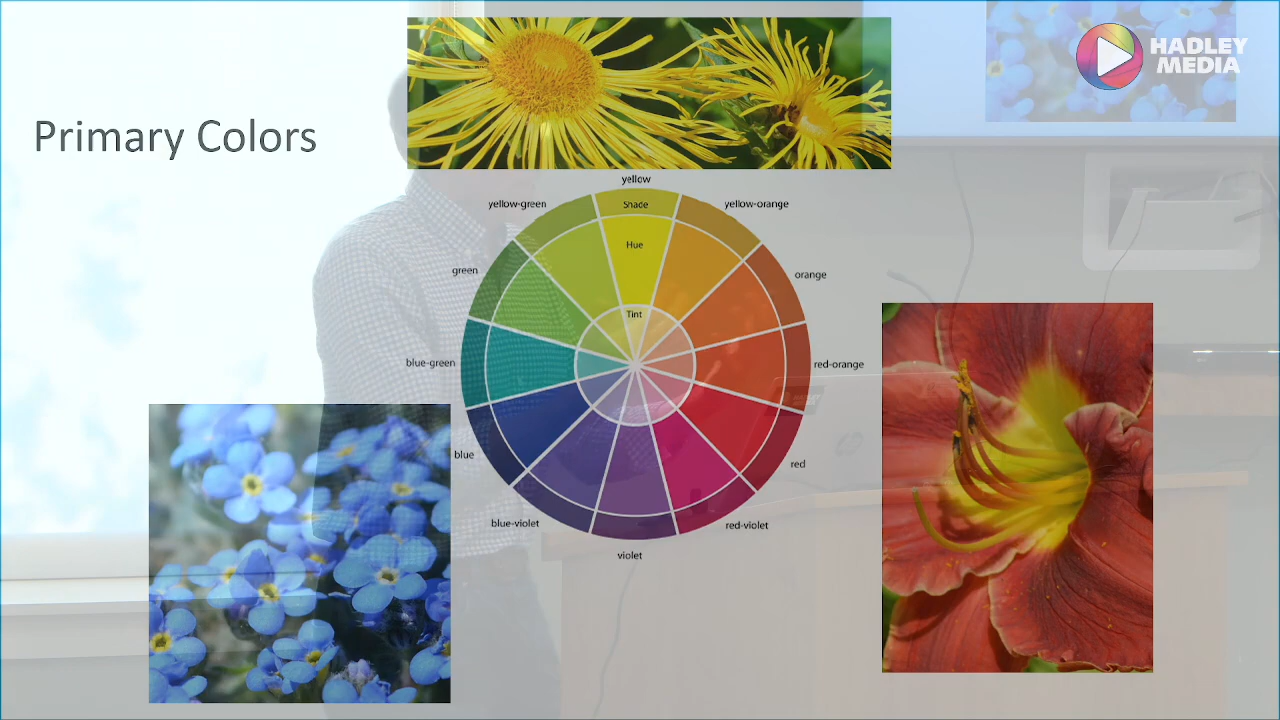 HADLEY
MEDIA
Primary Colors
yellow
yellow-green
Shade
yellow-orange
Hue
green
orange
Tint
blue-green
red-orange
blue
red
blue-violet
red-violet
violet